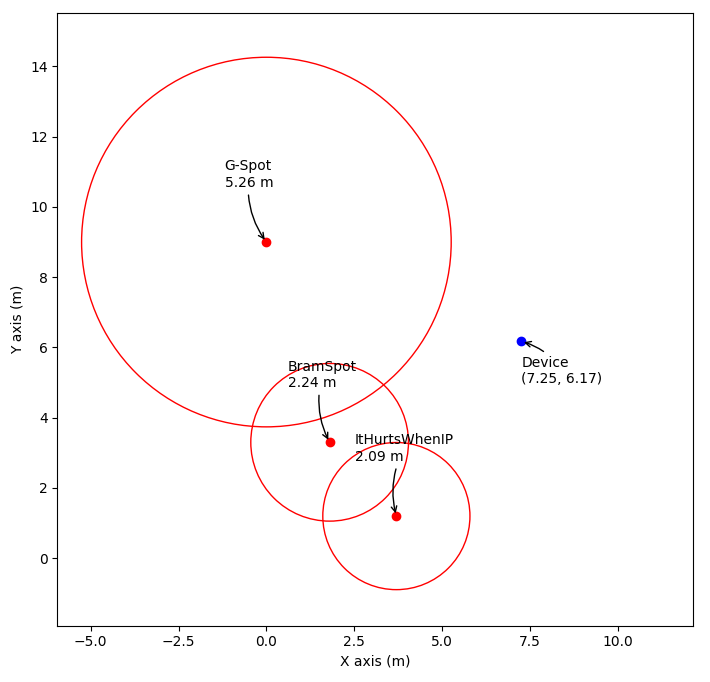 14
12
10
8
6
4
2
0
Y axis (m)
G-Spot
5.26 m
BramSpot
2.24 m
Device
(7.25, 6.17)
ItHurtsWhenIP
2.09 m
−5.0
−2.5
0.0
2.5
5.0
7.5
10.0
X axis (m)